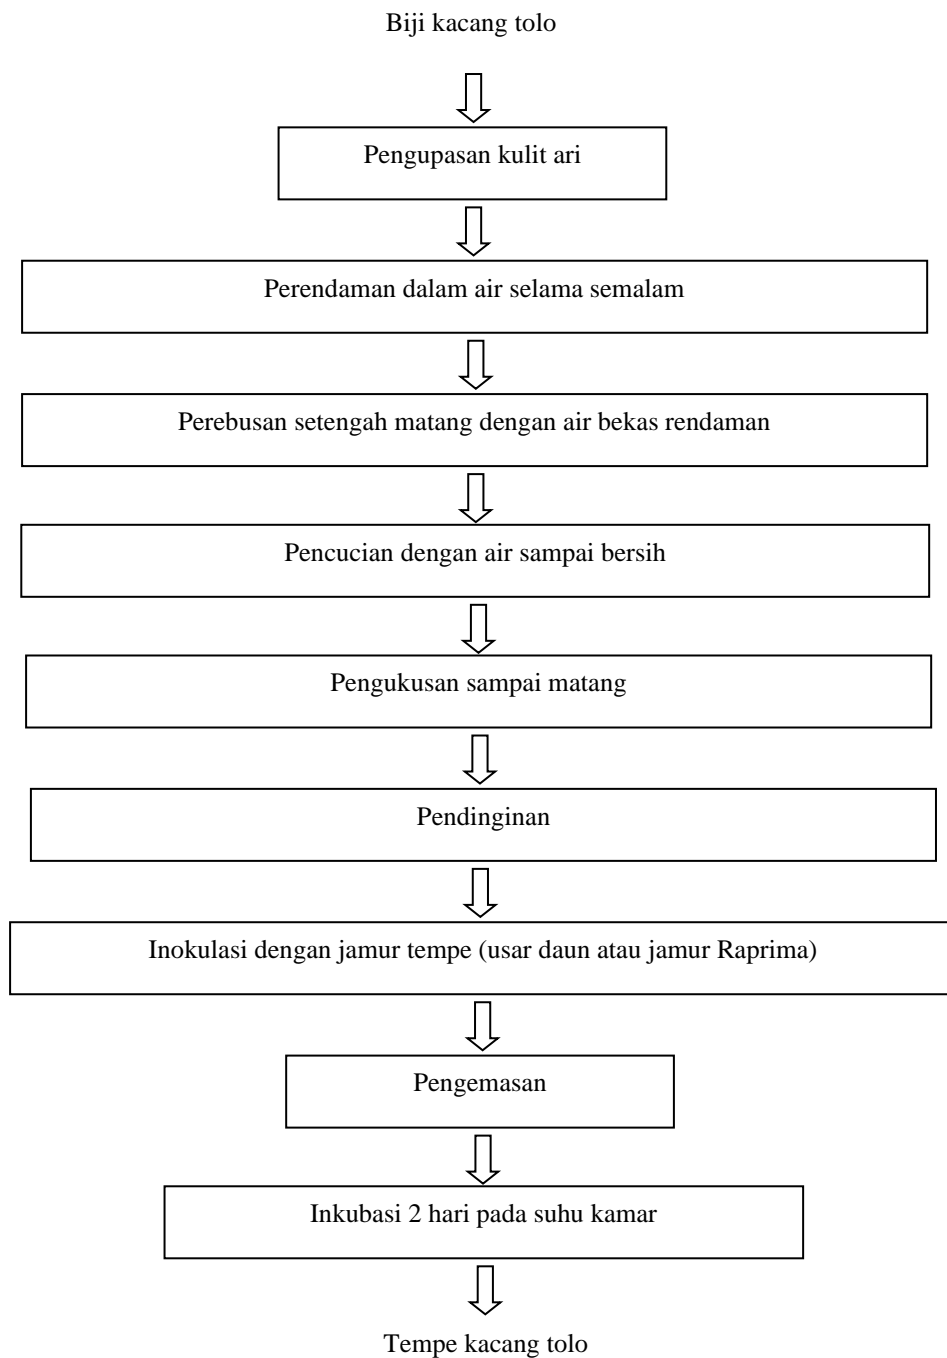 Biji kacang tolo
Pengupasan kulit ari
Perendaman dalam air selama semalam
Perebusan setengah matang dengan air bekas rendaman
Pencucian dengan air sampai bersih
Pengukusan sampai matang
Pendinginan
Inokulasi dengan jamur tempe (usar daun atau jamur Raprima)
Pengemasan
Inkubasi 2 hari pada suhu kamar
Tempe kacang tolo